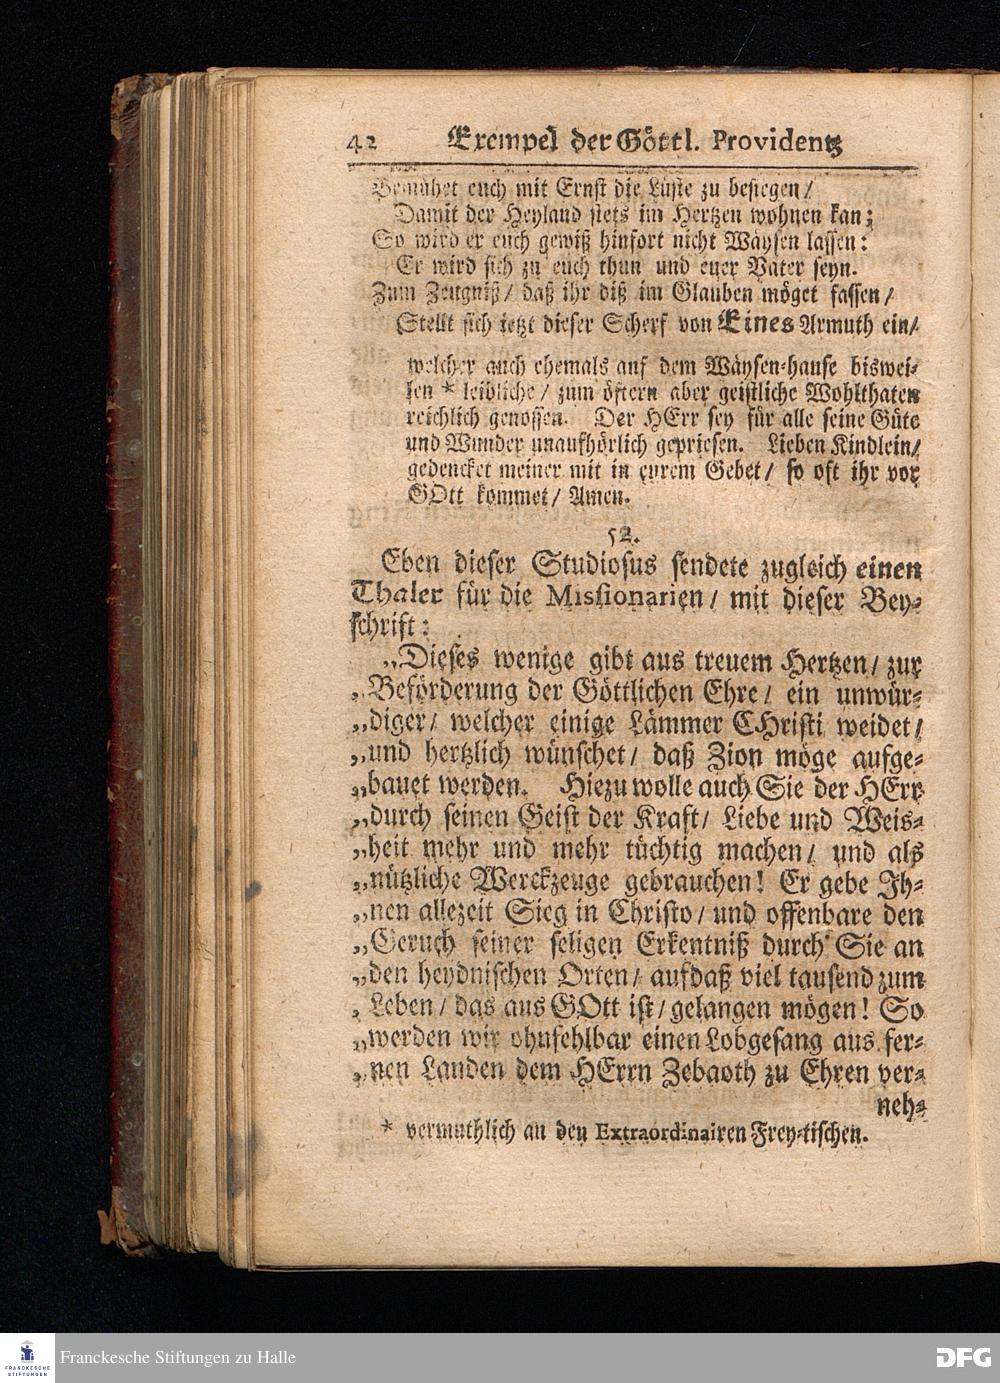 42 Exempel der Göttl. Providentz
Bemühet euch mit Ernst die Lüste zu besiegen/
Damit der Heyland stets im Hertzen wohnen kan;
So wird er euch gewiß hinfort nicht Wäysen lassen:
Er wird sich zu euch thun und euer Vater seyn.
Zum Zeugniß/ daß ihr diß im Glauben möget fassen/
Stellt sich jetzt dieser Scherf von Eines Armuth ein/
welcher auch ehemals auf dem Wäysen-hause biswei-
len * leibliche/ zum öftern aber geistliche Wohlthaten
reichlich genossen. Der HErr sey für alle seine Güte
und Wunder unaufhörlich gepriesen. Lieben Kindlein/
gedencket meiner mit in eurem Gebet/ so oft ihr vor
GOtt kommet/ Amen.
52.
Eben dieser Studiosus sendete zugleich einen
Thaler für die Missionarien/ mit dieser Bey-
schrift:
„Dieses wenige gibt aus treuem Hertzen/ zur
„Beförderung der Göttlichen Ehre/ ein unwür-
„diger/ welcher einige Lämmer CHristi weidet/
„und hertzlich wünschet/ daß Zion möge aufge-
„bauet werden. Hiezu wolle auch Sie der HErr
„durch seinen Geist der Kraft/ Liebe und Weis-
„heit mehr und mehr tüchtig machen/ und als
„nützliche Werckzeuge gebrauchen! Er gebe Ih-
„nen allezeit Sieg in Christo/ und offenbare den
„Geruch seiner seligen Erkentniß durch Sie an
„den heydnischen Orten/ aufdaß viel tausend zum
„Leben/ das aus GOtt ist/ gelangen mögen! So
„werden wir ohnfehlbar einen Lobgesang aus fer-
„nen Landen dem HErrn Zebaoth zu Ehren ver-
neh-
* vermuthlich an den Extraordinairen Frey-tischen.
FRANCKESCHE STIFTUNGEN
Franckesche Stiftungen zu Halle
DFG